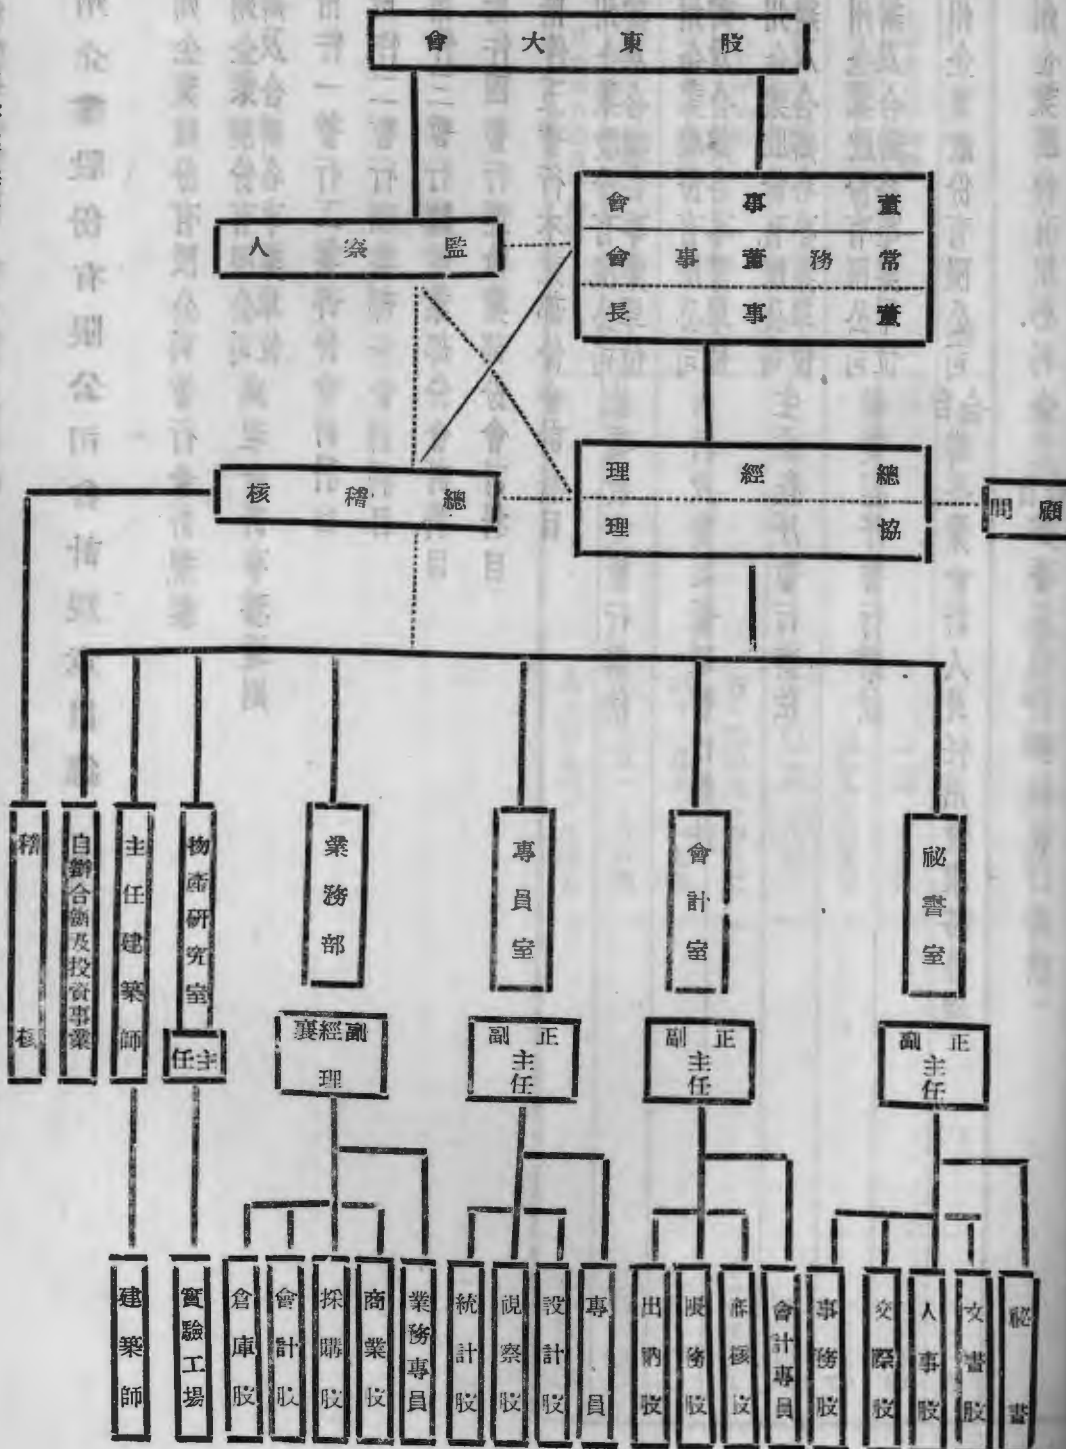 股東大會
董事會
常務董事會
董事長
監察人
總經理
協理
總稽核
顧問
祕書室
會計室
專員室
業務部
物產研究室
主任建築師
自辦合辦及投資事業
稽核
正副主任
正副主任
正副主任
副經襄理
主任
祕書
文書股
人事股
交際股
事務股
會計專員
審核股
賬務股
出納股
專員
設計股
視察股
統計股
業務專員
商業股
採購股
會計股
倉庫股
實驗工場
建築師